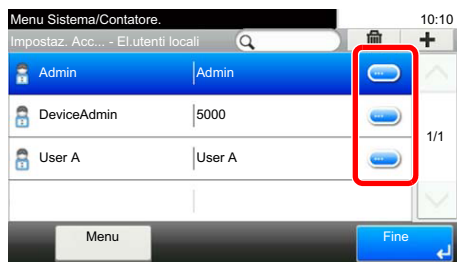 Menu Sistema/Contatore. 10:10
Impostaz. Acc... - El.utenti locali
Admin Admin
DeviceAdmin 5000
1/1
User A User A
Menu Fine